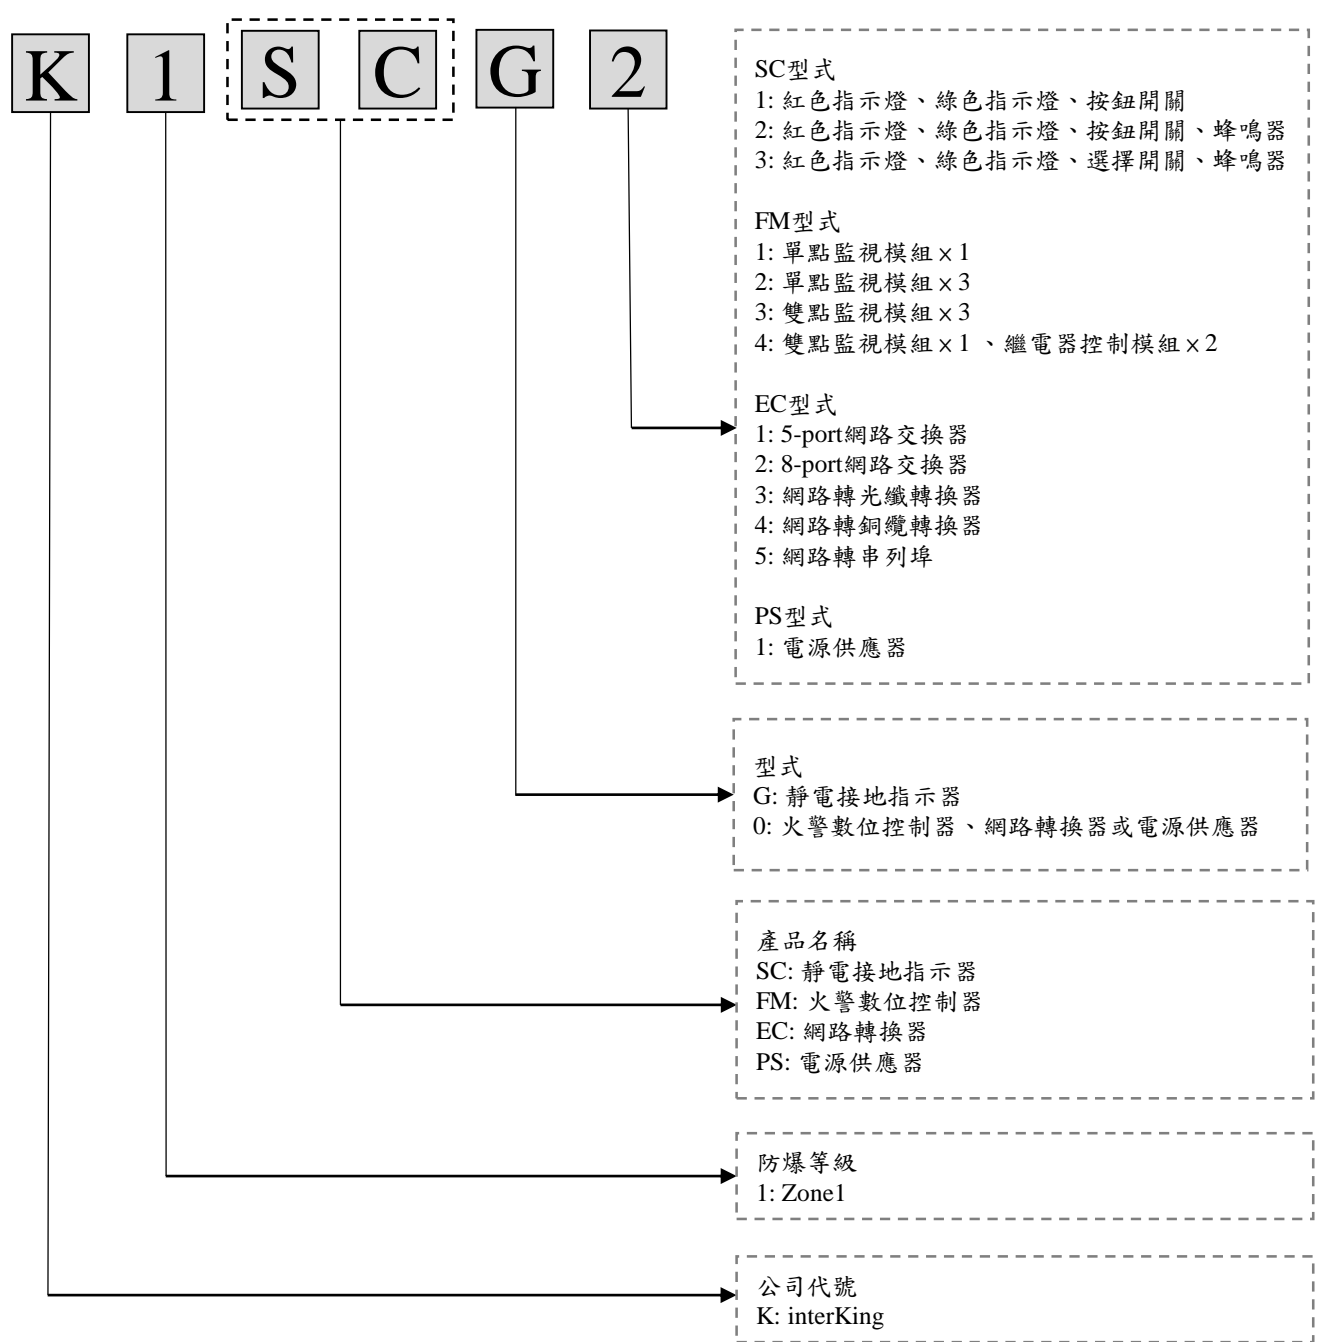 K 1 S C G 2
SC型式
1: 紅色指示燈、綠色指示燈、按鈕開關
2: 紅色指示燈、綠色指示燈、按鈕開關、蜂鳴器
3: 紅色指示燈、綠色指示燈、選擇開關、蜂鳴器
FM型式
1: 單點監視模組×1
2: 單點監視模組×3
3: 雙點監視模組×3
4: 雙點監視模組×1 、繼電器控制模組×2
EC型式
1: 5-port網路交換器
2: 8-port網路交換器
3: 網路轉光纖轉換器
4: 網路轉銅纜轉換器
5: 網路轉串列埠
PS型式
1: 電源供應器
型式
G: 靜電接地指示器
0: 火警數位控制器、網路轉換器或電源供應器
產品名稱
SC: 靜電接地指示器
FM: 火警數位控制器
EC: 網路轉換器
PS: 電源供應器
防爆等級
1: Zone1
公司代號
K: interKing